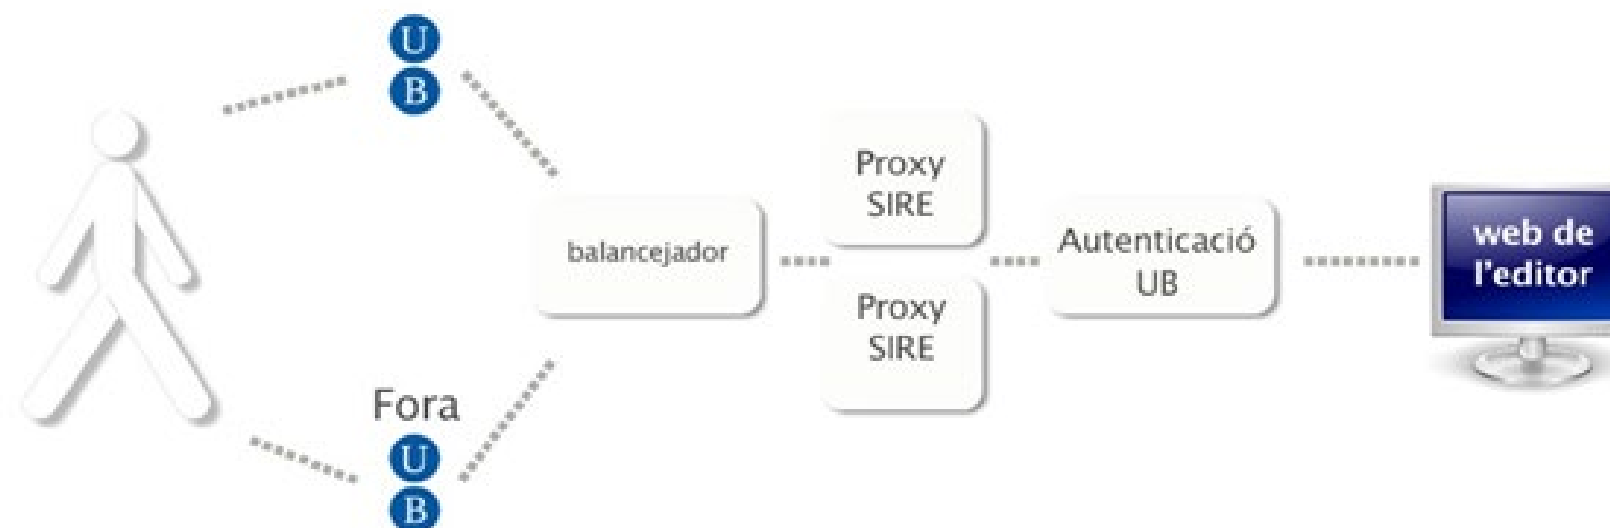 U
B
balancejador
Proxy
SIRE
Proxy
SIRE
Autenticació
UB
web de
l'editor
Fora
U
B